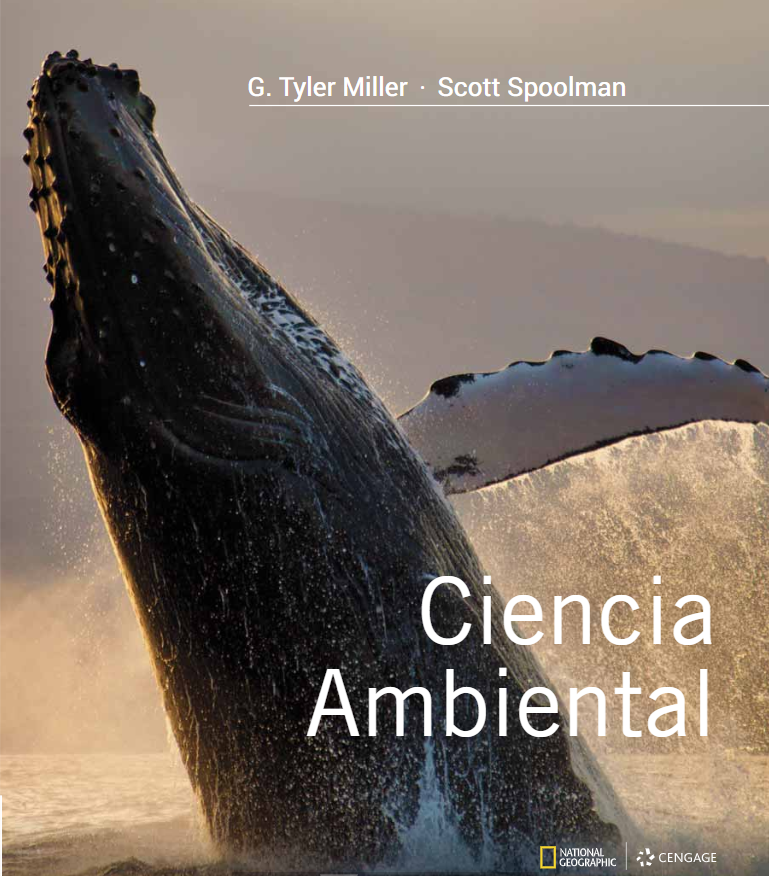 G. Tyler Miller · Scott Spoolman
Ciencia
Ambiental
NATIONAL
GEOGRAPHIC
CENGAGE